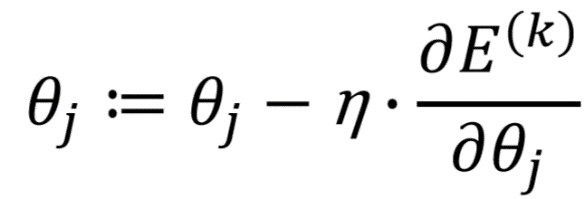 θ_j := θ_j − η · ∂E^(k) / ∂θ_j